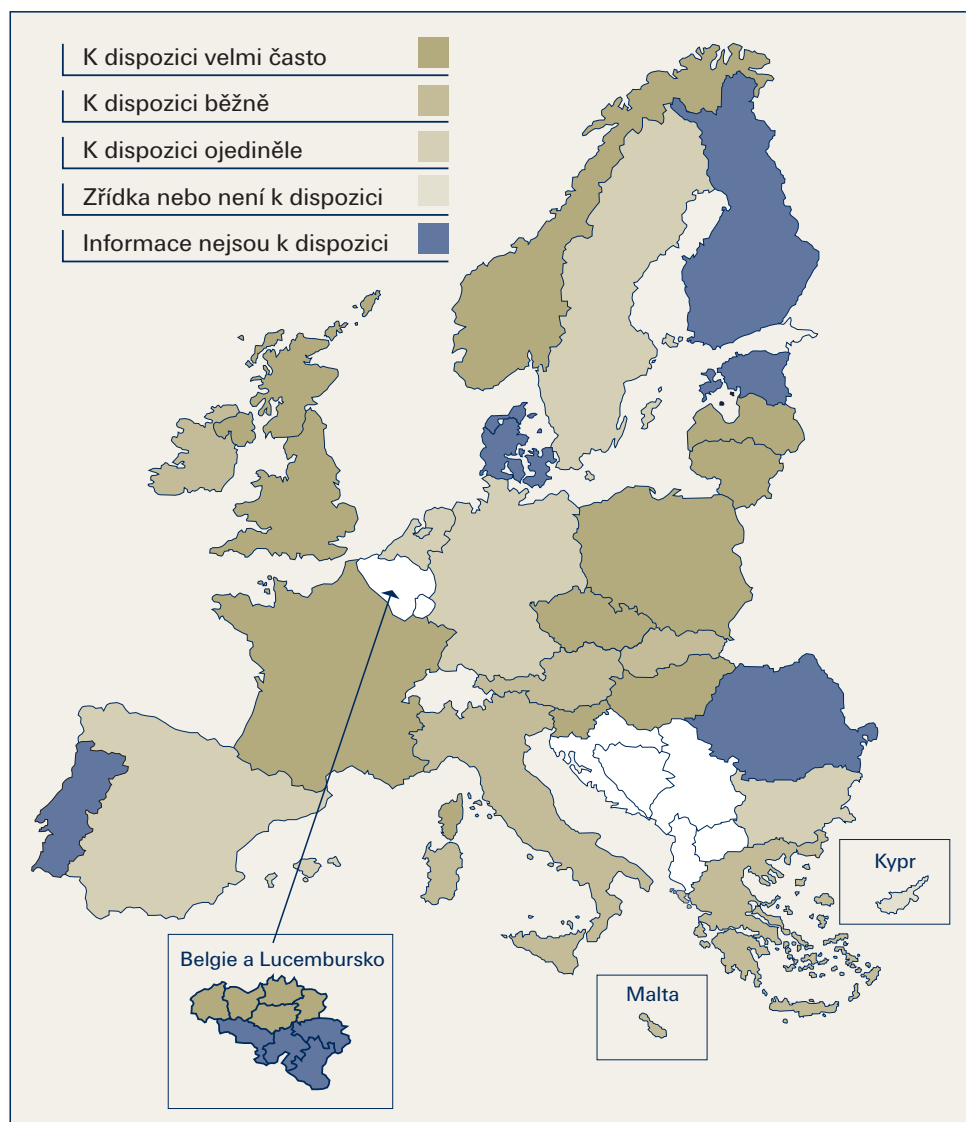 K dispozici velmi často
K dispozici běžně
K dispozici ojediněle
Zřídka nebo není k dispozici
Informace nejsou k dispozici
Kypr
Belgie a Lucembursko
Malta